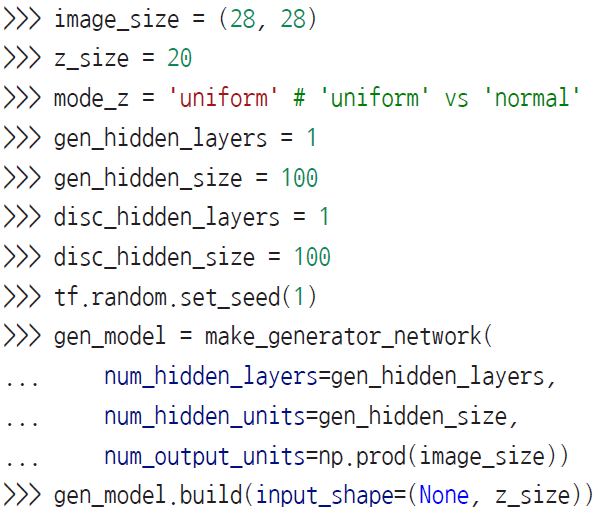 >>> image_size = (28, 28)
>>> z_size = 20
>>> mode_z = 'uniform' # 'uniform' vs 'normal'
>>> gen_hidden_layers = 1
>>> gen_hidden_size = 100
>>> disc_hidden_layers = 1
>>> disc_hidden_size = 100
>>> tf.random.set_seed(1)
>>> gen_model = make_generator_network(
...     num_hidden_layers=gen_hidden_layers,
...     num_hidden_units=gen_hidden_size,
...     num_output_units=np.prod(image_size))
>>> gen_model.build(input_shape=(None, z_size))